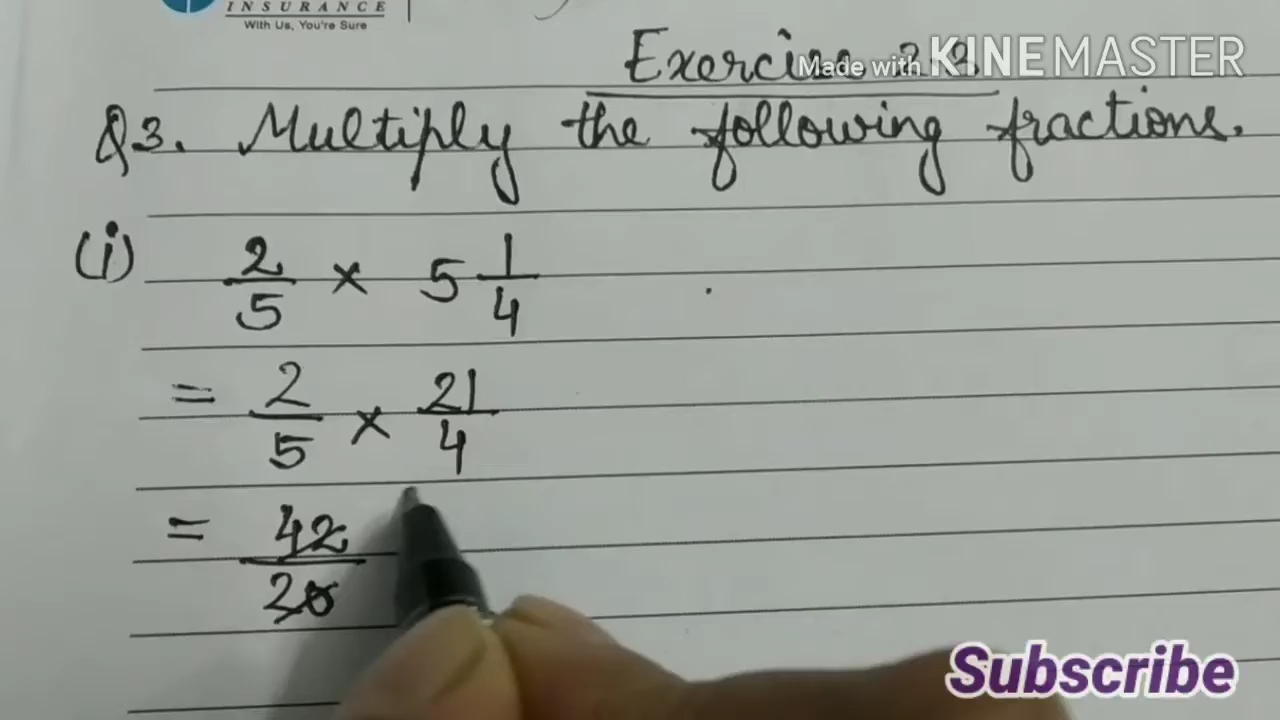 INSURANCE
With Us, You're Sure
Exercise
Made with KINEMASTER
Q3. Multiply the following fractions.
(i) 2/5 × 5 1/4
= 2/5 × 21/4
= 42/20
Subscribe